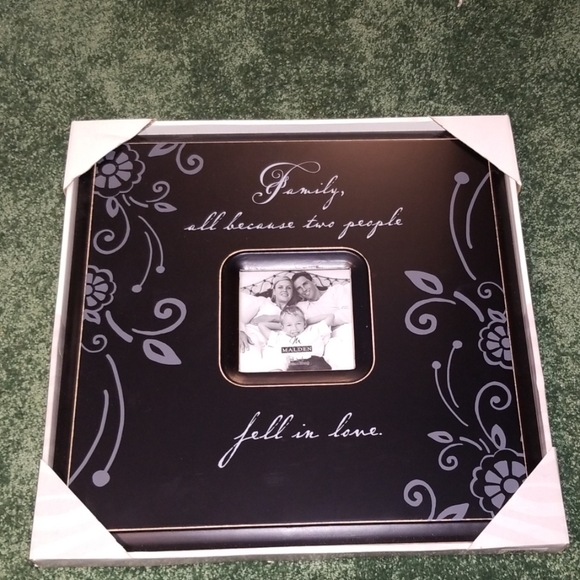 Family,
all because two people
MALDEN
fell in love.